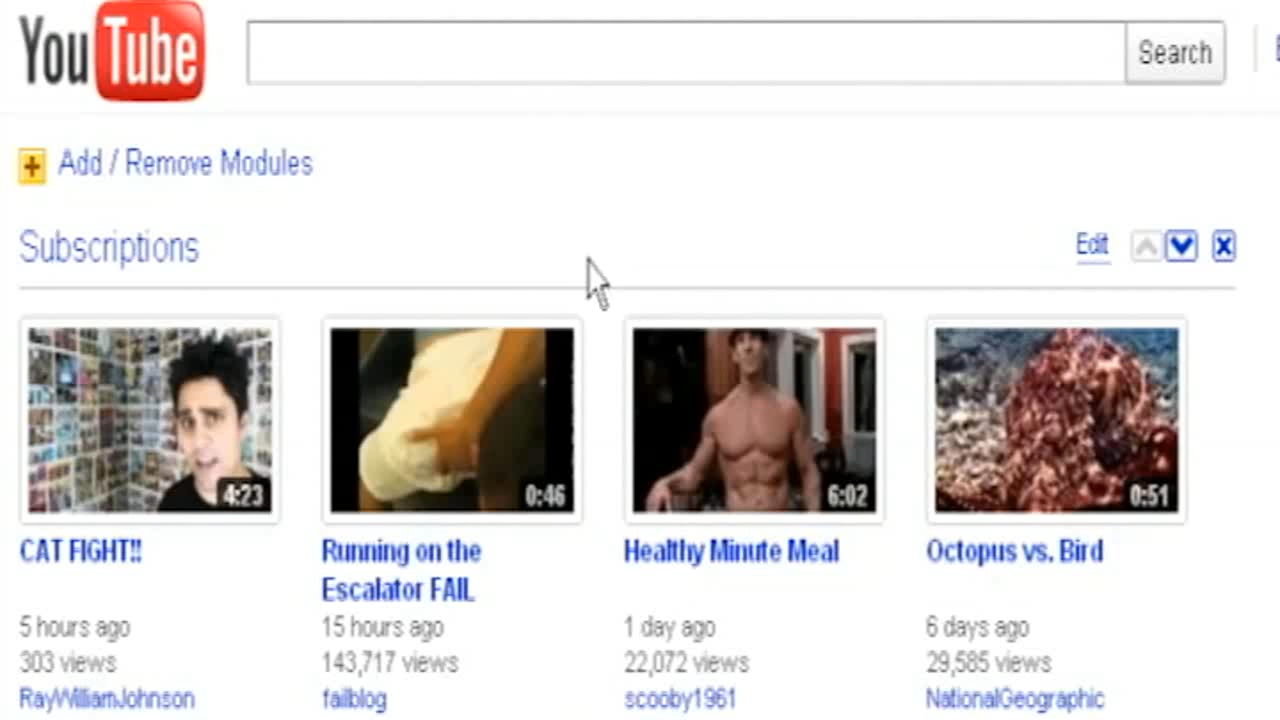 YouTube
Search
Add / Remove Modules
Subscriptions
Edit
4:23
0:46
6:02
0:51
CAT FIGHT!!
Running on the
Escalator FAIL
Healthy Minute Meal
Octopus vs. Bird
5 hours ago
15 hours ago
1 day ago
6 days ago
303 views
143,717 views
22,072 views
29,585 views
RayWilliamJohnson
failblog
scooby1961
NationalGeographic